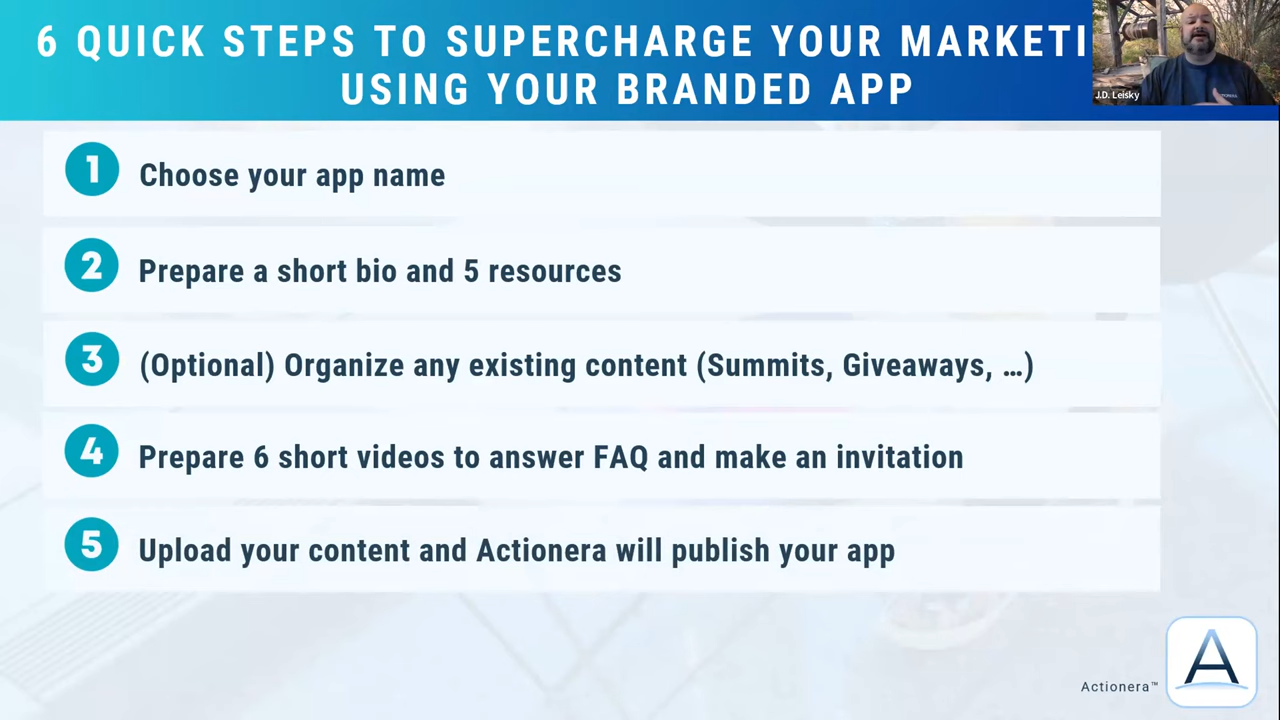 6 QUICK STEPS TO SUPERCHARGE YOUR MARKETI
USING YOUR BRANDED APP
J.D. Leisky
1 Choose your app name
2 Prepare a short bio and 5 resources
3 (Optional) Organize any existing content (Summits, Giveaways, ...)
4 Prepare 6 short videos to answer FAQ and make an invitation
5 Upload your content and Actionera will publish your app
Actionera™
A